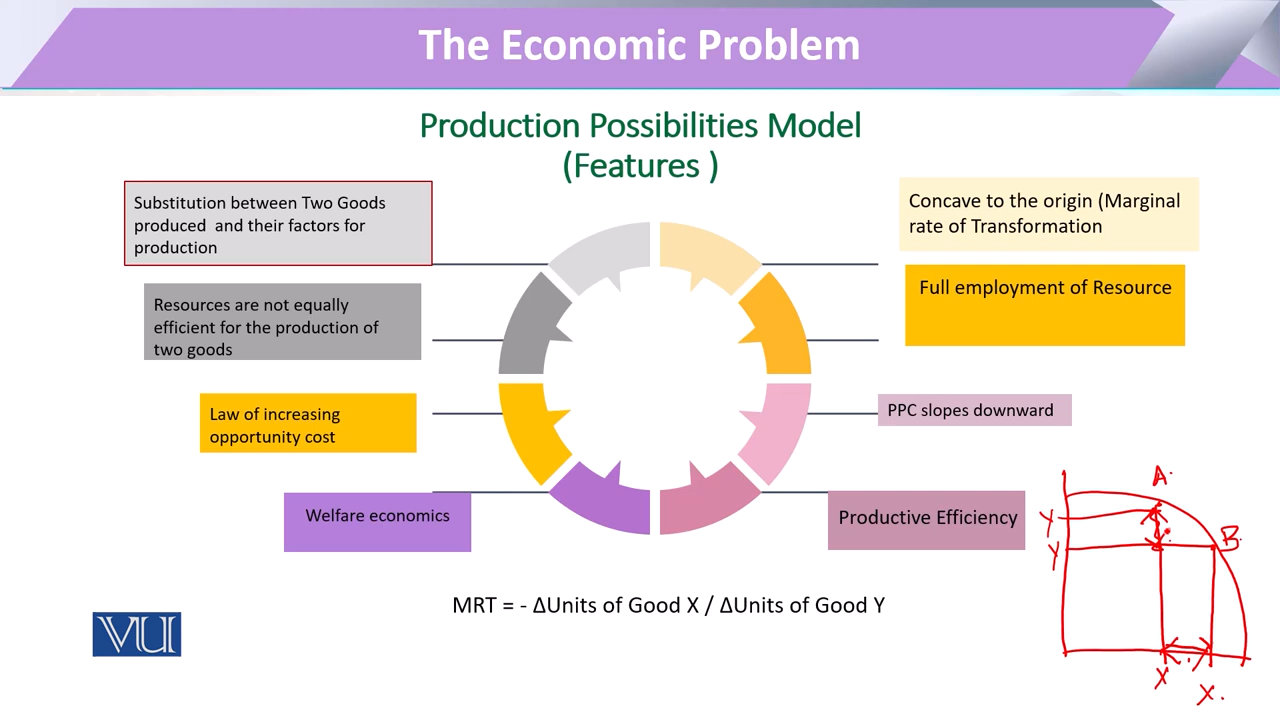 The Economic Problem
Production Possibilities Model
(Features )
Substitution between Two Goods
produced and their factors for
production
Resources are not equally
efficient for the production of
two goods
Law of increasing
opportunity cost
Welfare economics
Concave to the origin (Marginal
rate of Transformation
Full employment of Resource
PPC slopes downward
Productive Efficiency
MRT = - ΔUnits of Good X / ΔUnits of Good Y
VU
A
Y
Y
B
X
X